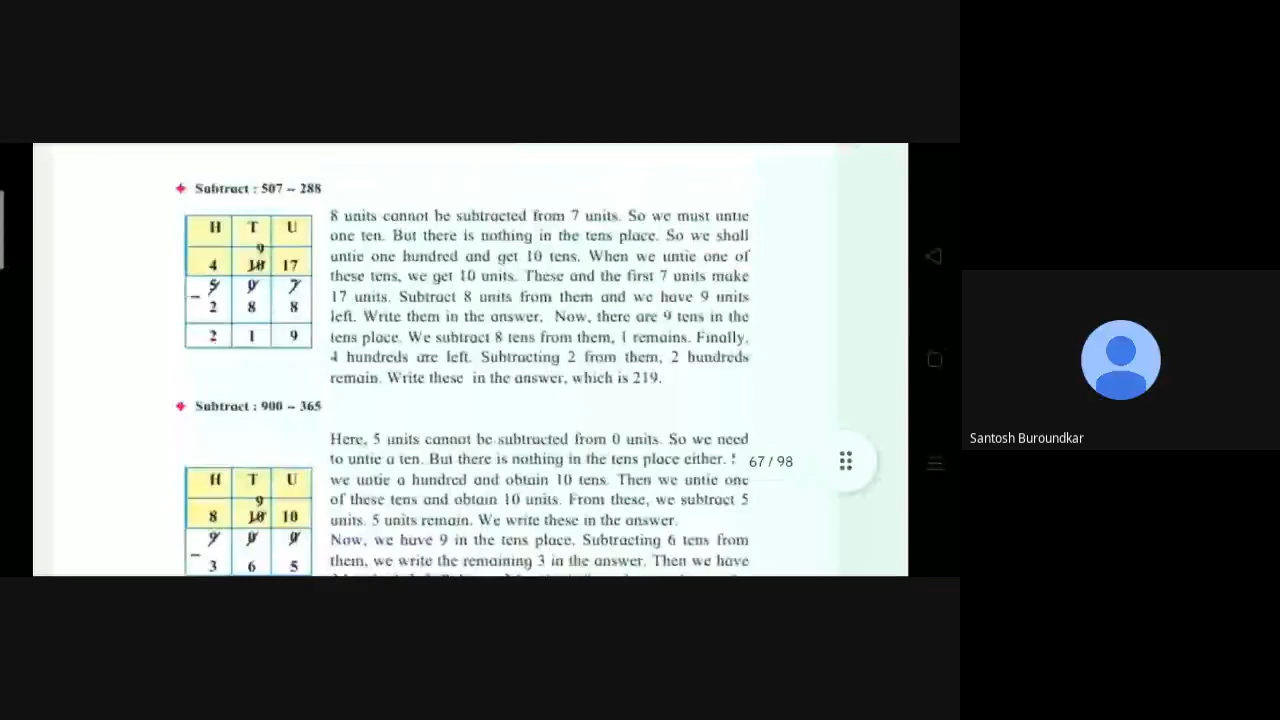 Subtract : 507 – 288
H T U
9
4 10 17
5 0 7
– 2 8 8
2 1 9
8 units cannot be subtracted from 7 units. So we must untie
one ten. But there is nothing in the tens place. So we shall
untie one hundred and get 10 tens. When we untie one of
these tens, we get 10 units. These and the first 7 units make
17 units. Subtract 8 units from them and we have 9 units
left. Write them in the answer. Now, there are 9 tens in the
tens place. We subtract 8 tens from them, 1 remains. Finally,
4 hundreds are left. Subtracting 2 from them, 2 hundreds
remain. Write these in the answer, which is 219.
Subtract : 900 – 365
H T U
9
8 10 10
9 0 0
– 3 6 5
Here, 5 units cannot be subtracted from 0 units. So we need
to untie a ten. But there is nothing in the tens place either.
we untie a hundred and obtain 10 tens. Then we untie one
of these tens and obtain 10 units. From these, we subtract 5
units. 5 units remain. We write these in the answer.
Now, we have 9 in the tens place. Subtracting 6 tens from
them, we write the remaining 3 in the answer. Then we have
67 / 98
Santosh Buroundkar